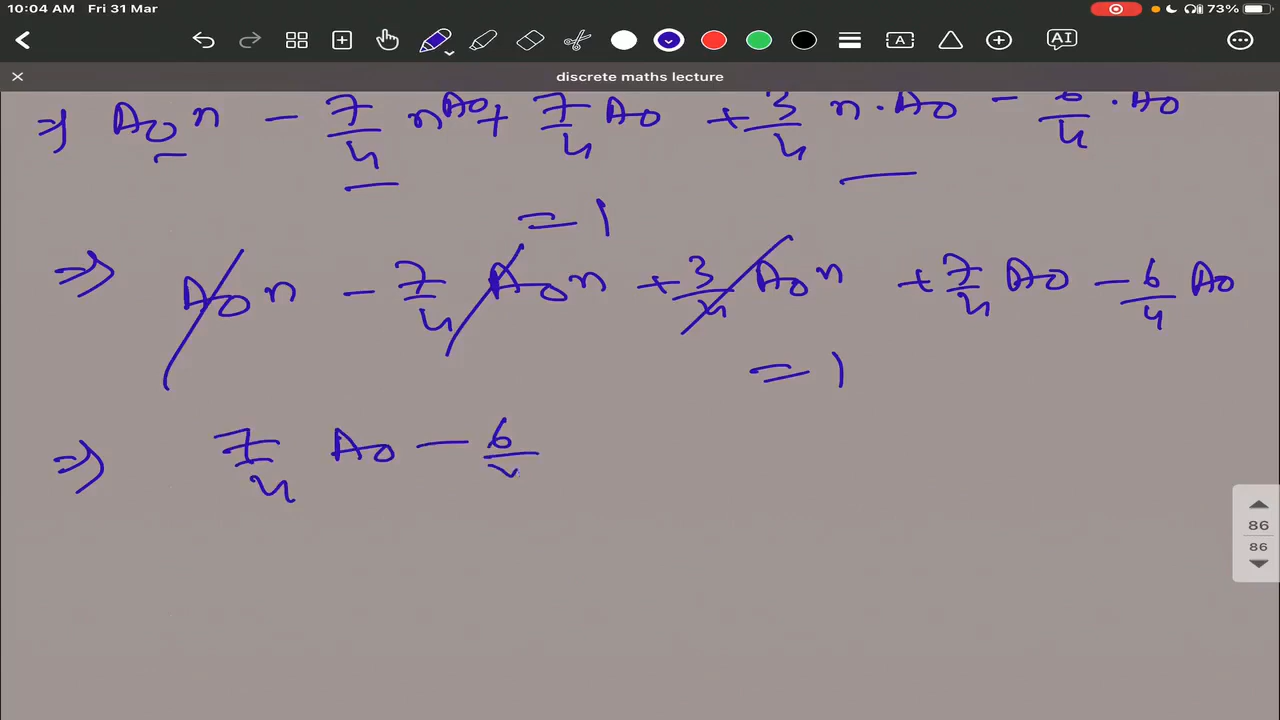 10:04 AM Fri 31 Mar 73%
AI
discrete maths lecture
⇒ A₀n - 7/4 nA₀ + 7/4 A₀ + 3/4 n · A₀ - 6/4 · A₀
= 1
⇒ A₀n - 7/4 A₀n + 3/4 A₀n + 7/4 A₀ - 6/4 A₀
= 1
⇒ 7/4 A₀ - 6/4
86
86